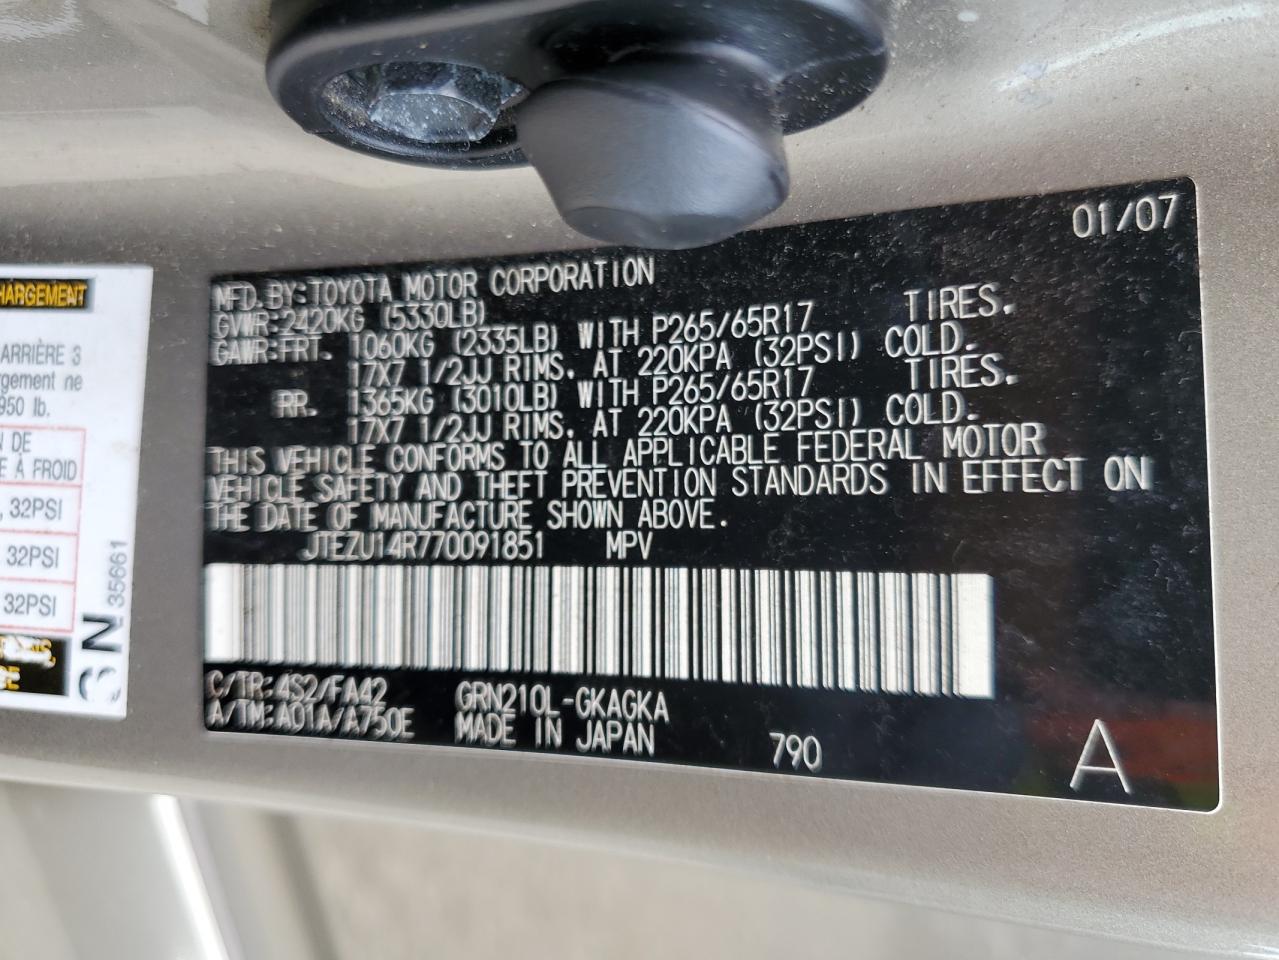 01/07
MFD.BY:TOYOTA MOTOR CORPORATION
GVWR:2420KG (5330LB)
GAWR:FRT. 1060KG (2335LB) WITH P265/65R17 TIRES.
17X7 1/2JJ RIMS. AT 220KPA (32PSI) COLD.
RR. 1365KG (3010LB) WITH P265/65R17 TIRES.
17X7 1/2JJ RIMS. AT 220KPA (32PSI) COLD.
THIS VEHICLE CONFORMS TO ALL APPLICABLE FEDERAL MOTOR
VEHICLE SAFETY AND THEFT PREVENTION STANDARDS IN EFFECT ON
THE DATE OF MANUFACTURE SHOWN ABOVE.
JTEZU14R770091851 MPV
C/TR:4S2/FA42 GRN210L-GKAGKA
A/TM:A01A/A750E MADE IN JAPAN 790 A
HARGEMENT
ARRIÈRE 3
rgement ne
950 lb.
N DE
E À FROID
, 32PSI
32PSI
32PSI
35661